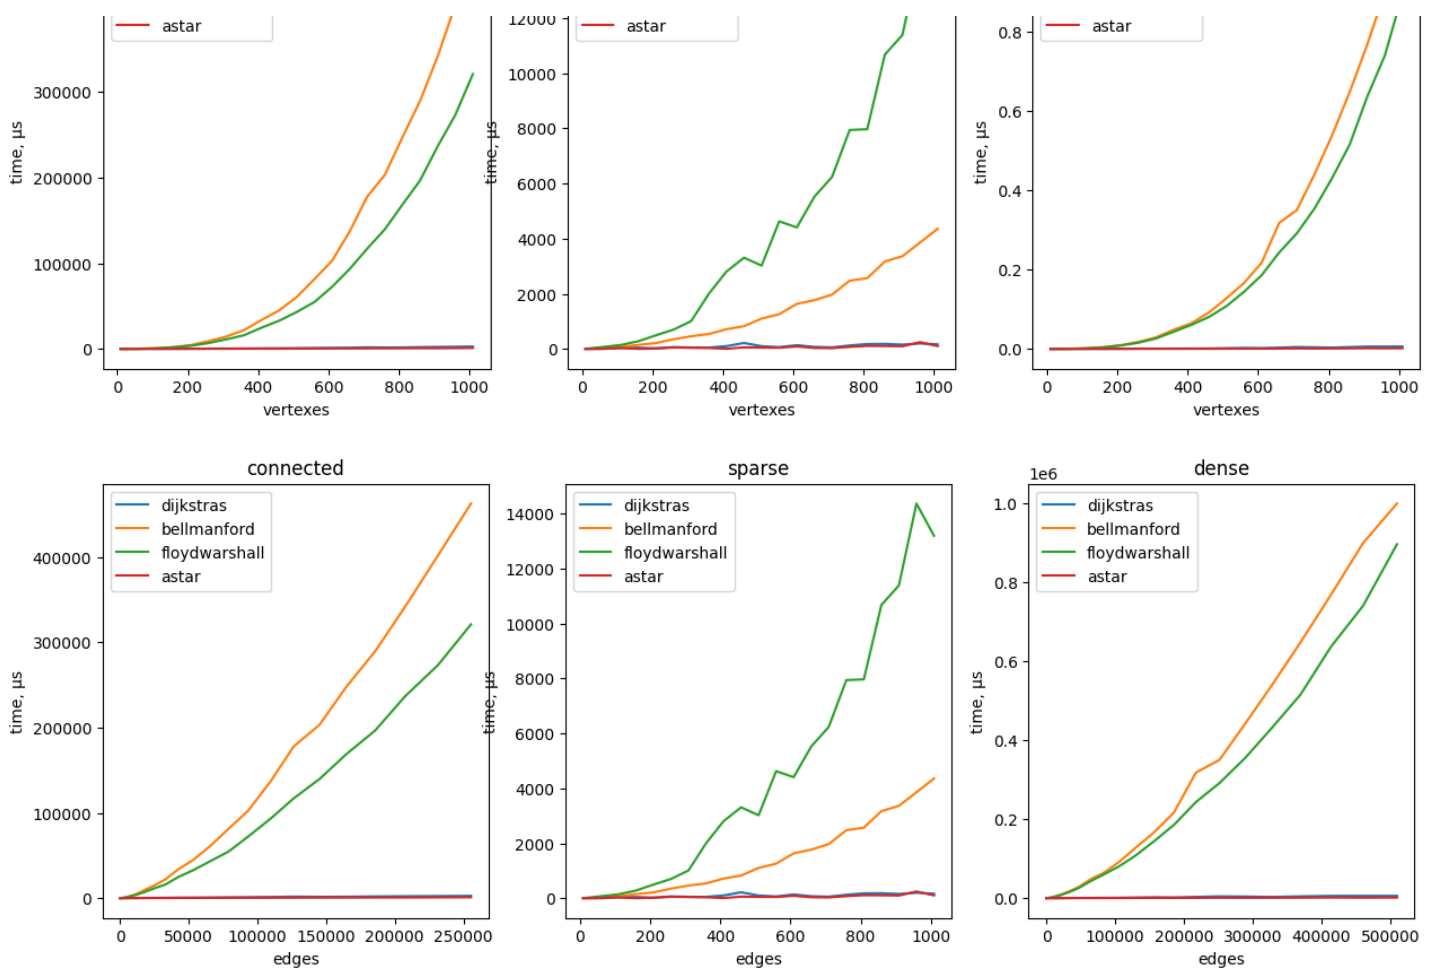 astar
300000
200000
100000
0
time, µs
0 200 400 600 800 1000
vertexes
astar
12000
10000
8000
6000
4000
2000
0
time, µs
0 200 400 600 800 1000
vertexes
astar
0.8
0.6
0.4
0.2
0.0
time, µs
0 200 400 600 800 1000
vertexes
connected
dijkstras
bellmanford
floydwarshall
astar
400000
300000
200000
100000
0
time, µs
0 50000 100000 150000 200000 250000
edges
sparse
dijkstras
bellmanford
floydwarshall
astar
14000
12000
10000
8000
6000
4000
2000
0
time, µs
0 200 400 600 800 1000
edges
dense
1e6
dijkstras
bellmanford
floydwarshall
astar
1.0
0.8
0.6
0.4
0.2
0.0
time, µs
0 100000 200000 300000 400000 500000
edges